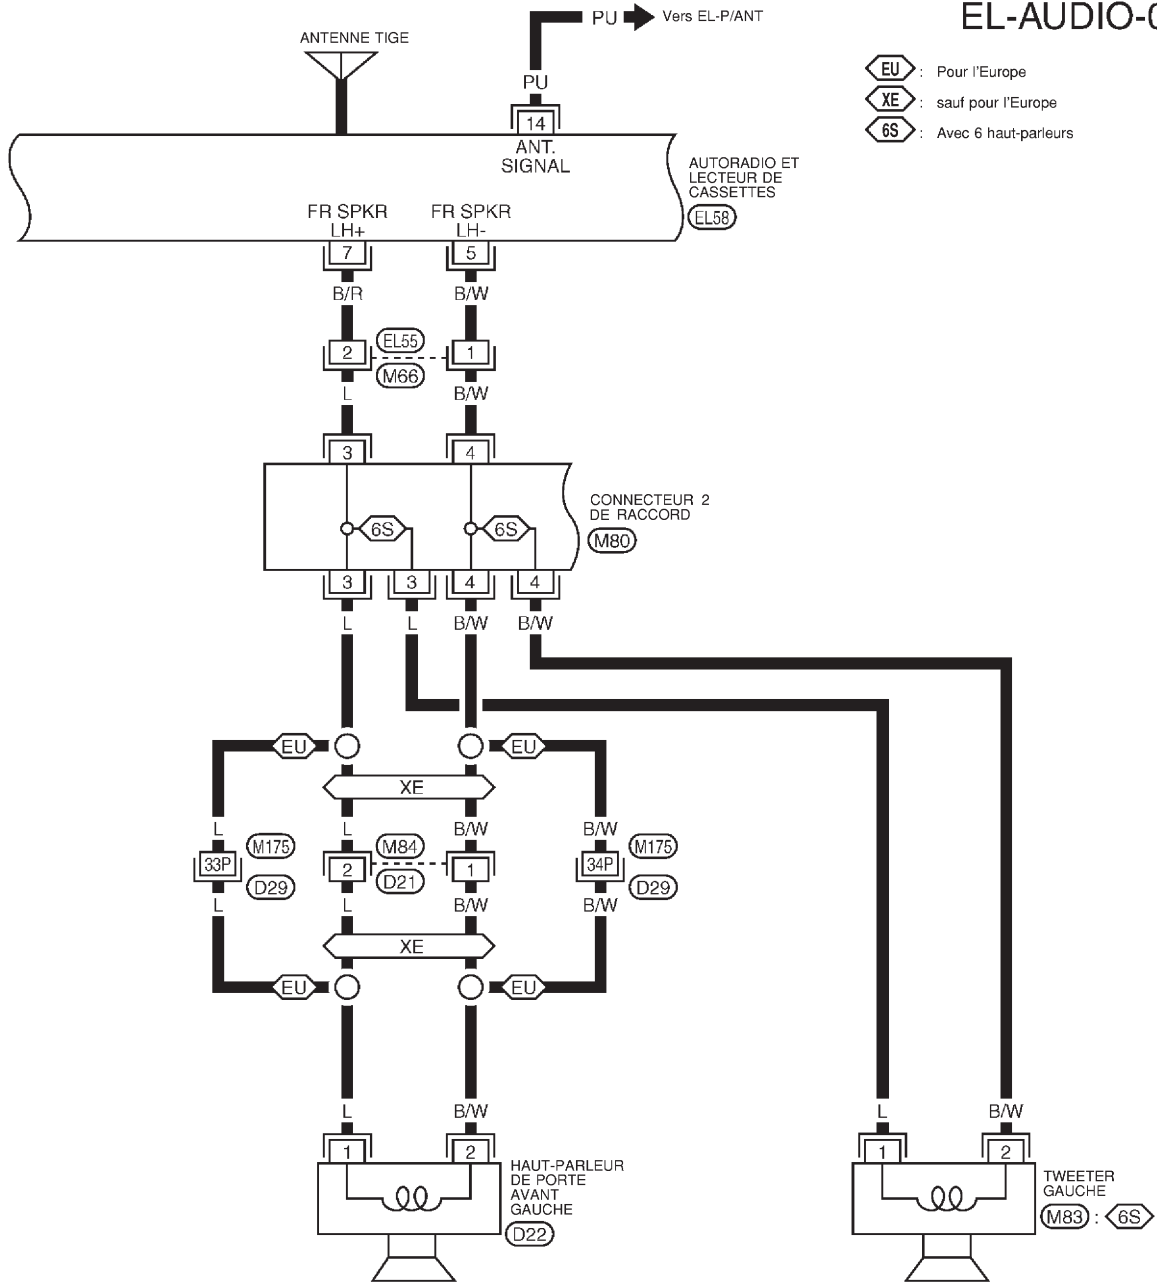 PU
Vers EL-P/ANT
EL-AUDIO-0
ANTENNE TIGE
EU : Pour l'Europe
XE : sauf pour l'Europe
6S : Avec 6 haut-parleurs
PU
14
ANT.
SIGNAL
AUTORADIO ET
LECTEUR DE
CASSETTES
EL58
FR SPKR
LH+
FR SPKR
LH-
7
5
B/R
B/W
2
EL55
M66
1
L
B/W
3
4
6S
6S
CONNECTEUR 2
DE RACCORD
M80
3
3
4
4
L
L
B/W
B/W
EU
EU
XE
L
L
B/W
B/W
33P
M175
D29
2
M84
D21
1
34P
M175
D29
L
L
B/W
B/W
XE
EU
EU
L
B/W
L
B/W
1
2
1
2
HAUT-PARLEUR
DE PORTE
AVANT
GAUCHE
D22
TWEETER
GAUCHE
M83 : 6S